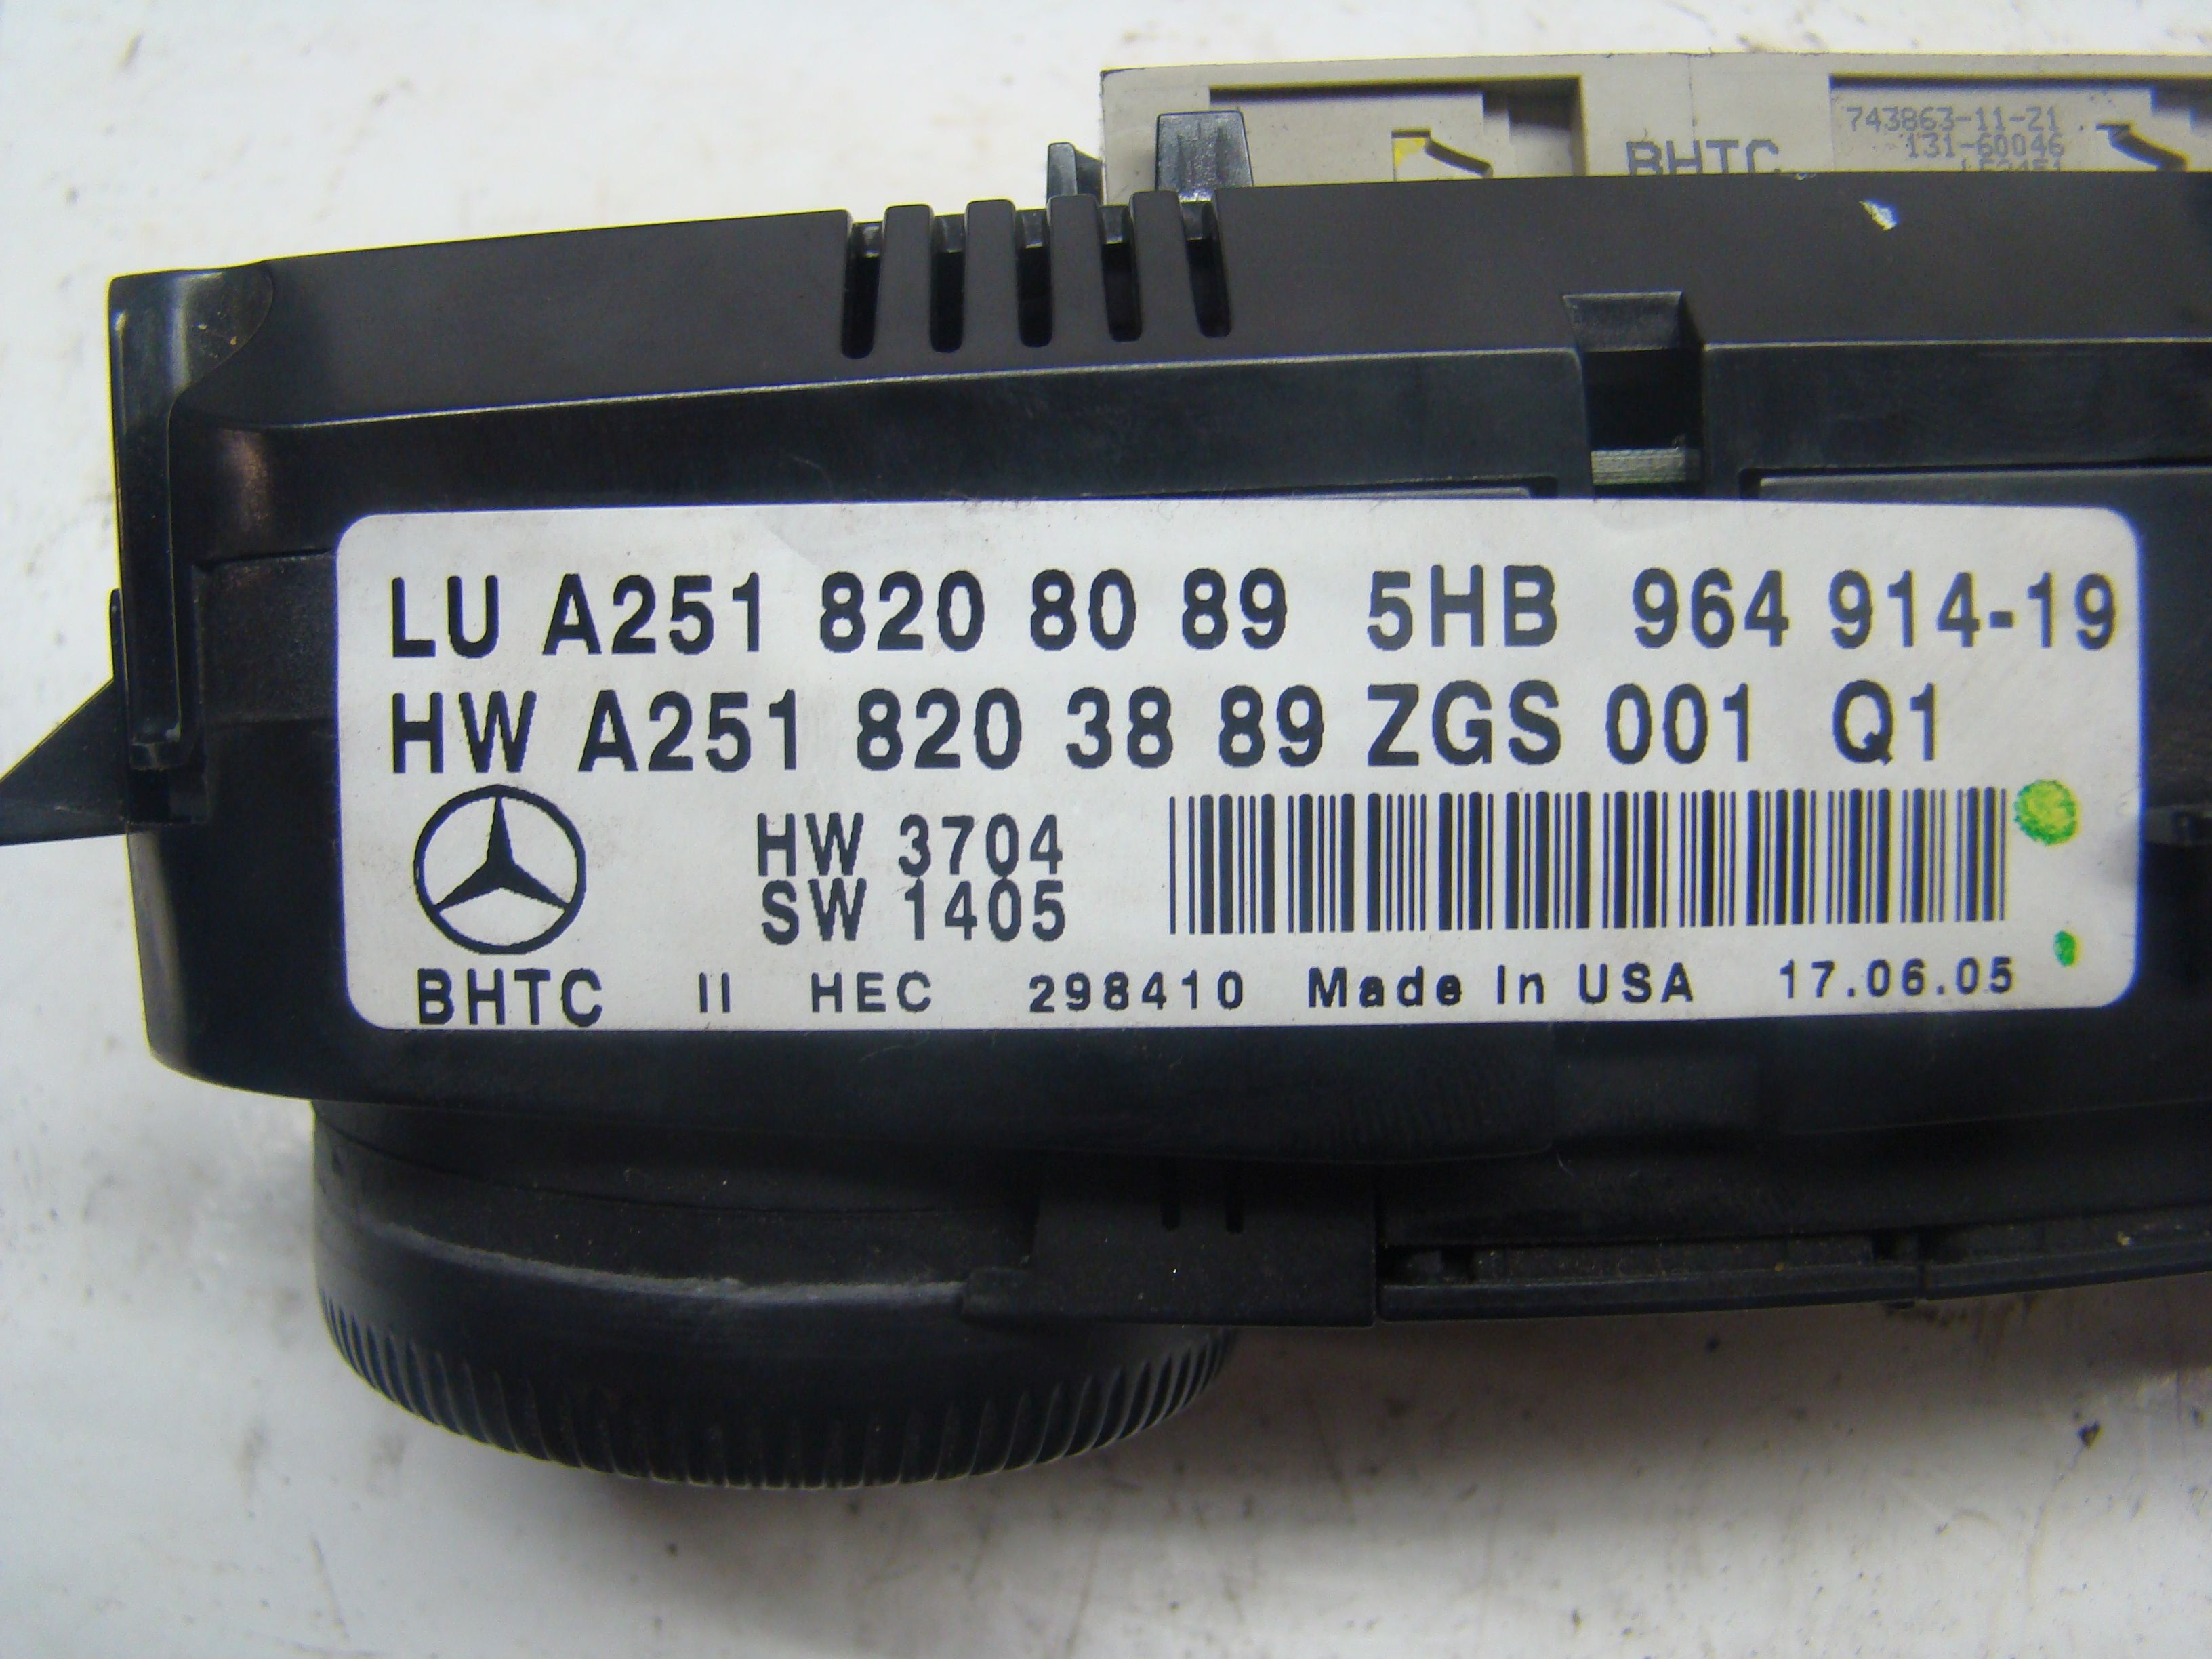 743863-11-Z1
BHTC
131-60046
LU A251 820 80 89 5HB 964 914-19
HW A251 820 38 89 ZGS 001 Q1
HW 3704
SW 1405
BHTC II HEC 298410 Made In USA 17.06.05